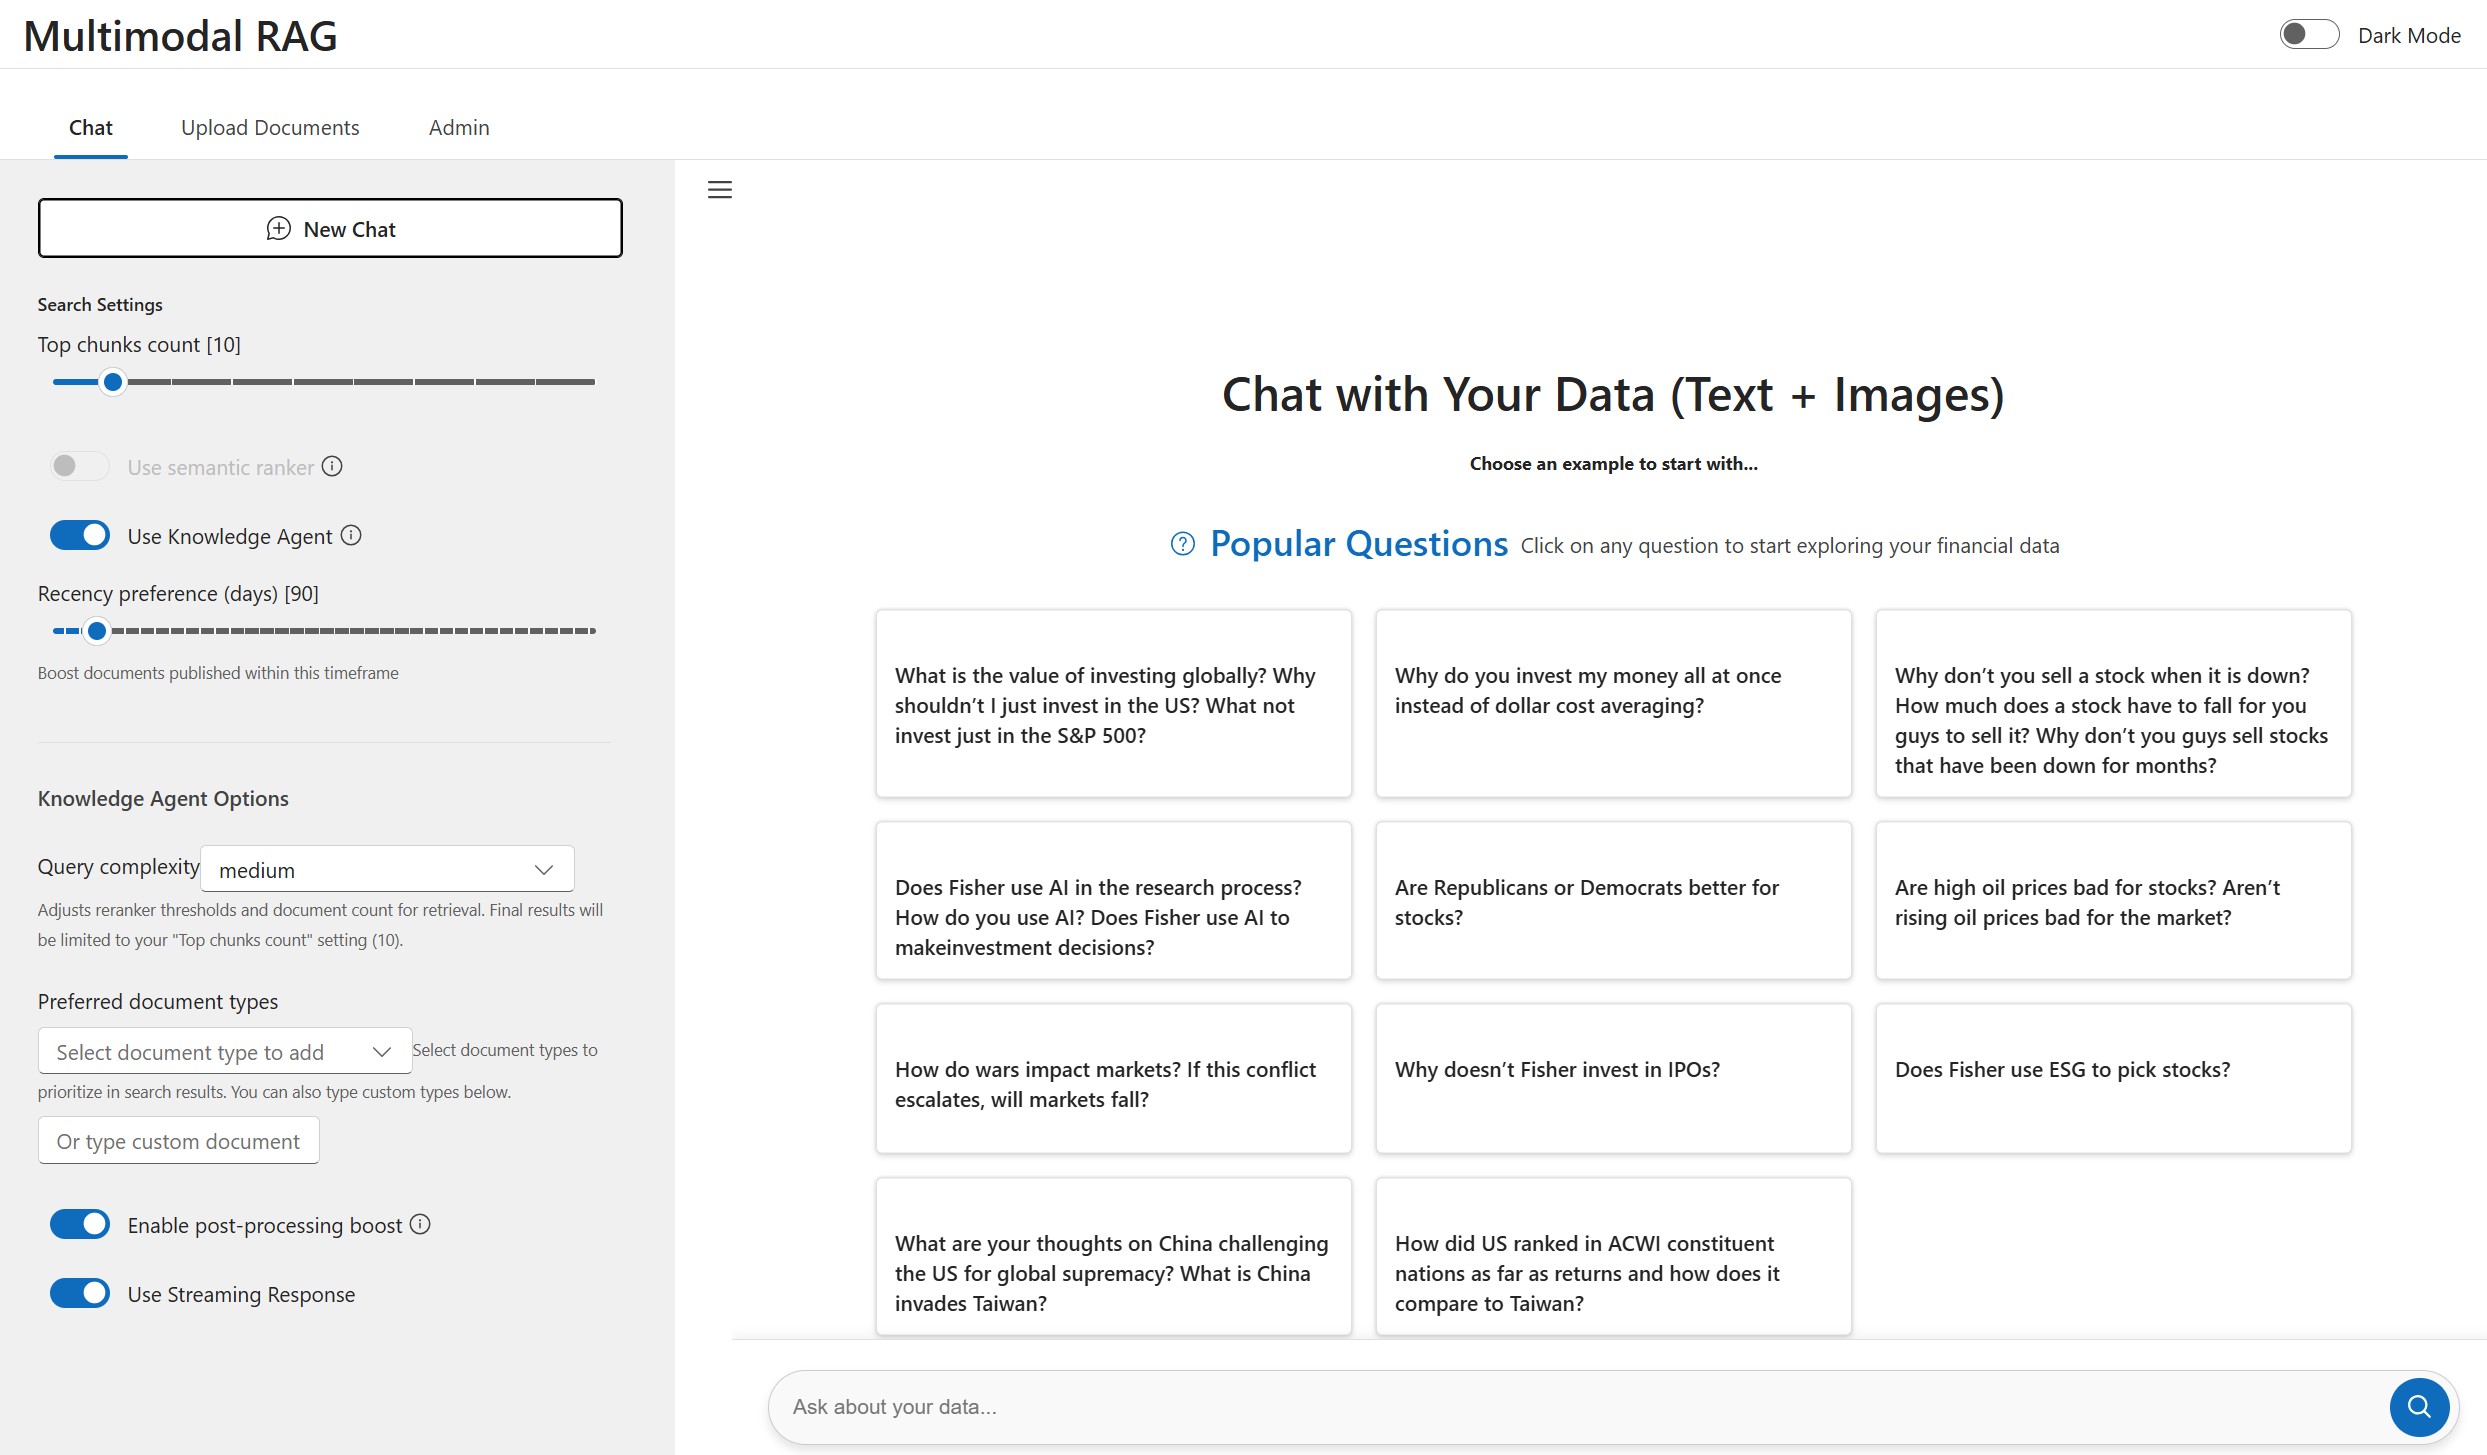 Multimodal RAG
Dark Mode
Chat
Upload Documents
Admin
New Chat
Search Settings
Top chunks count [10]
Use semantic ranker
Use Knowledge Agent
Recency preference (days) [90]
Boost documents published within this timeframe
Knowledge Agent Options
Query complexity
medium
Adjusts reranker thresholds and document count for retrieval. Final results will
be limited to your "Top chunks count" setting (10).
Preferred document types
Select document type to add
Select document types to
prioritize in search results. You can also type custom types below.
Or type custom document
Enable post-processing boost
Use Streaming Response
Chat with Your Data (Text + Images)
Choose an example to start with...
Popular Questions
Click on any question to start exploring your financial data
What is the value of investing globally? Why
shouldn’t I just invest in the US? What not
invest just in the S&P 500?
Why do you invest my money all at once
instead of dollar cost averaging?
Why don’t you sell a stock when it is down?
How much does a stock have to fall for you
guys to sell it? Why don’t you guys sell stocks
that have been down for months?
Does Fisher use AI in the research process?
How do you use AI? Does Fisher use AI to
makeinvestment decisions?
Are Republicans or Democrats better for
stocks?
Are high oil prices bad for stocks? Aren’t
rising oil prices bad for the market?
How do wars impact markets? If this conflict
escalates, will markets fall?
Why doesn’t Fisher invest in IPOs?
Does Fisher use ESG to pick stocks?
What are your thoughts on China challenging
the US for global supremacy? What is China
invades Taiwan?
How did US ranked in ACWI constituent
nations as far as returns and how does it
compare to Taiwan?
Ask about your data...